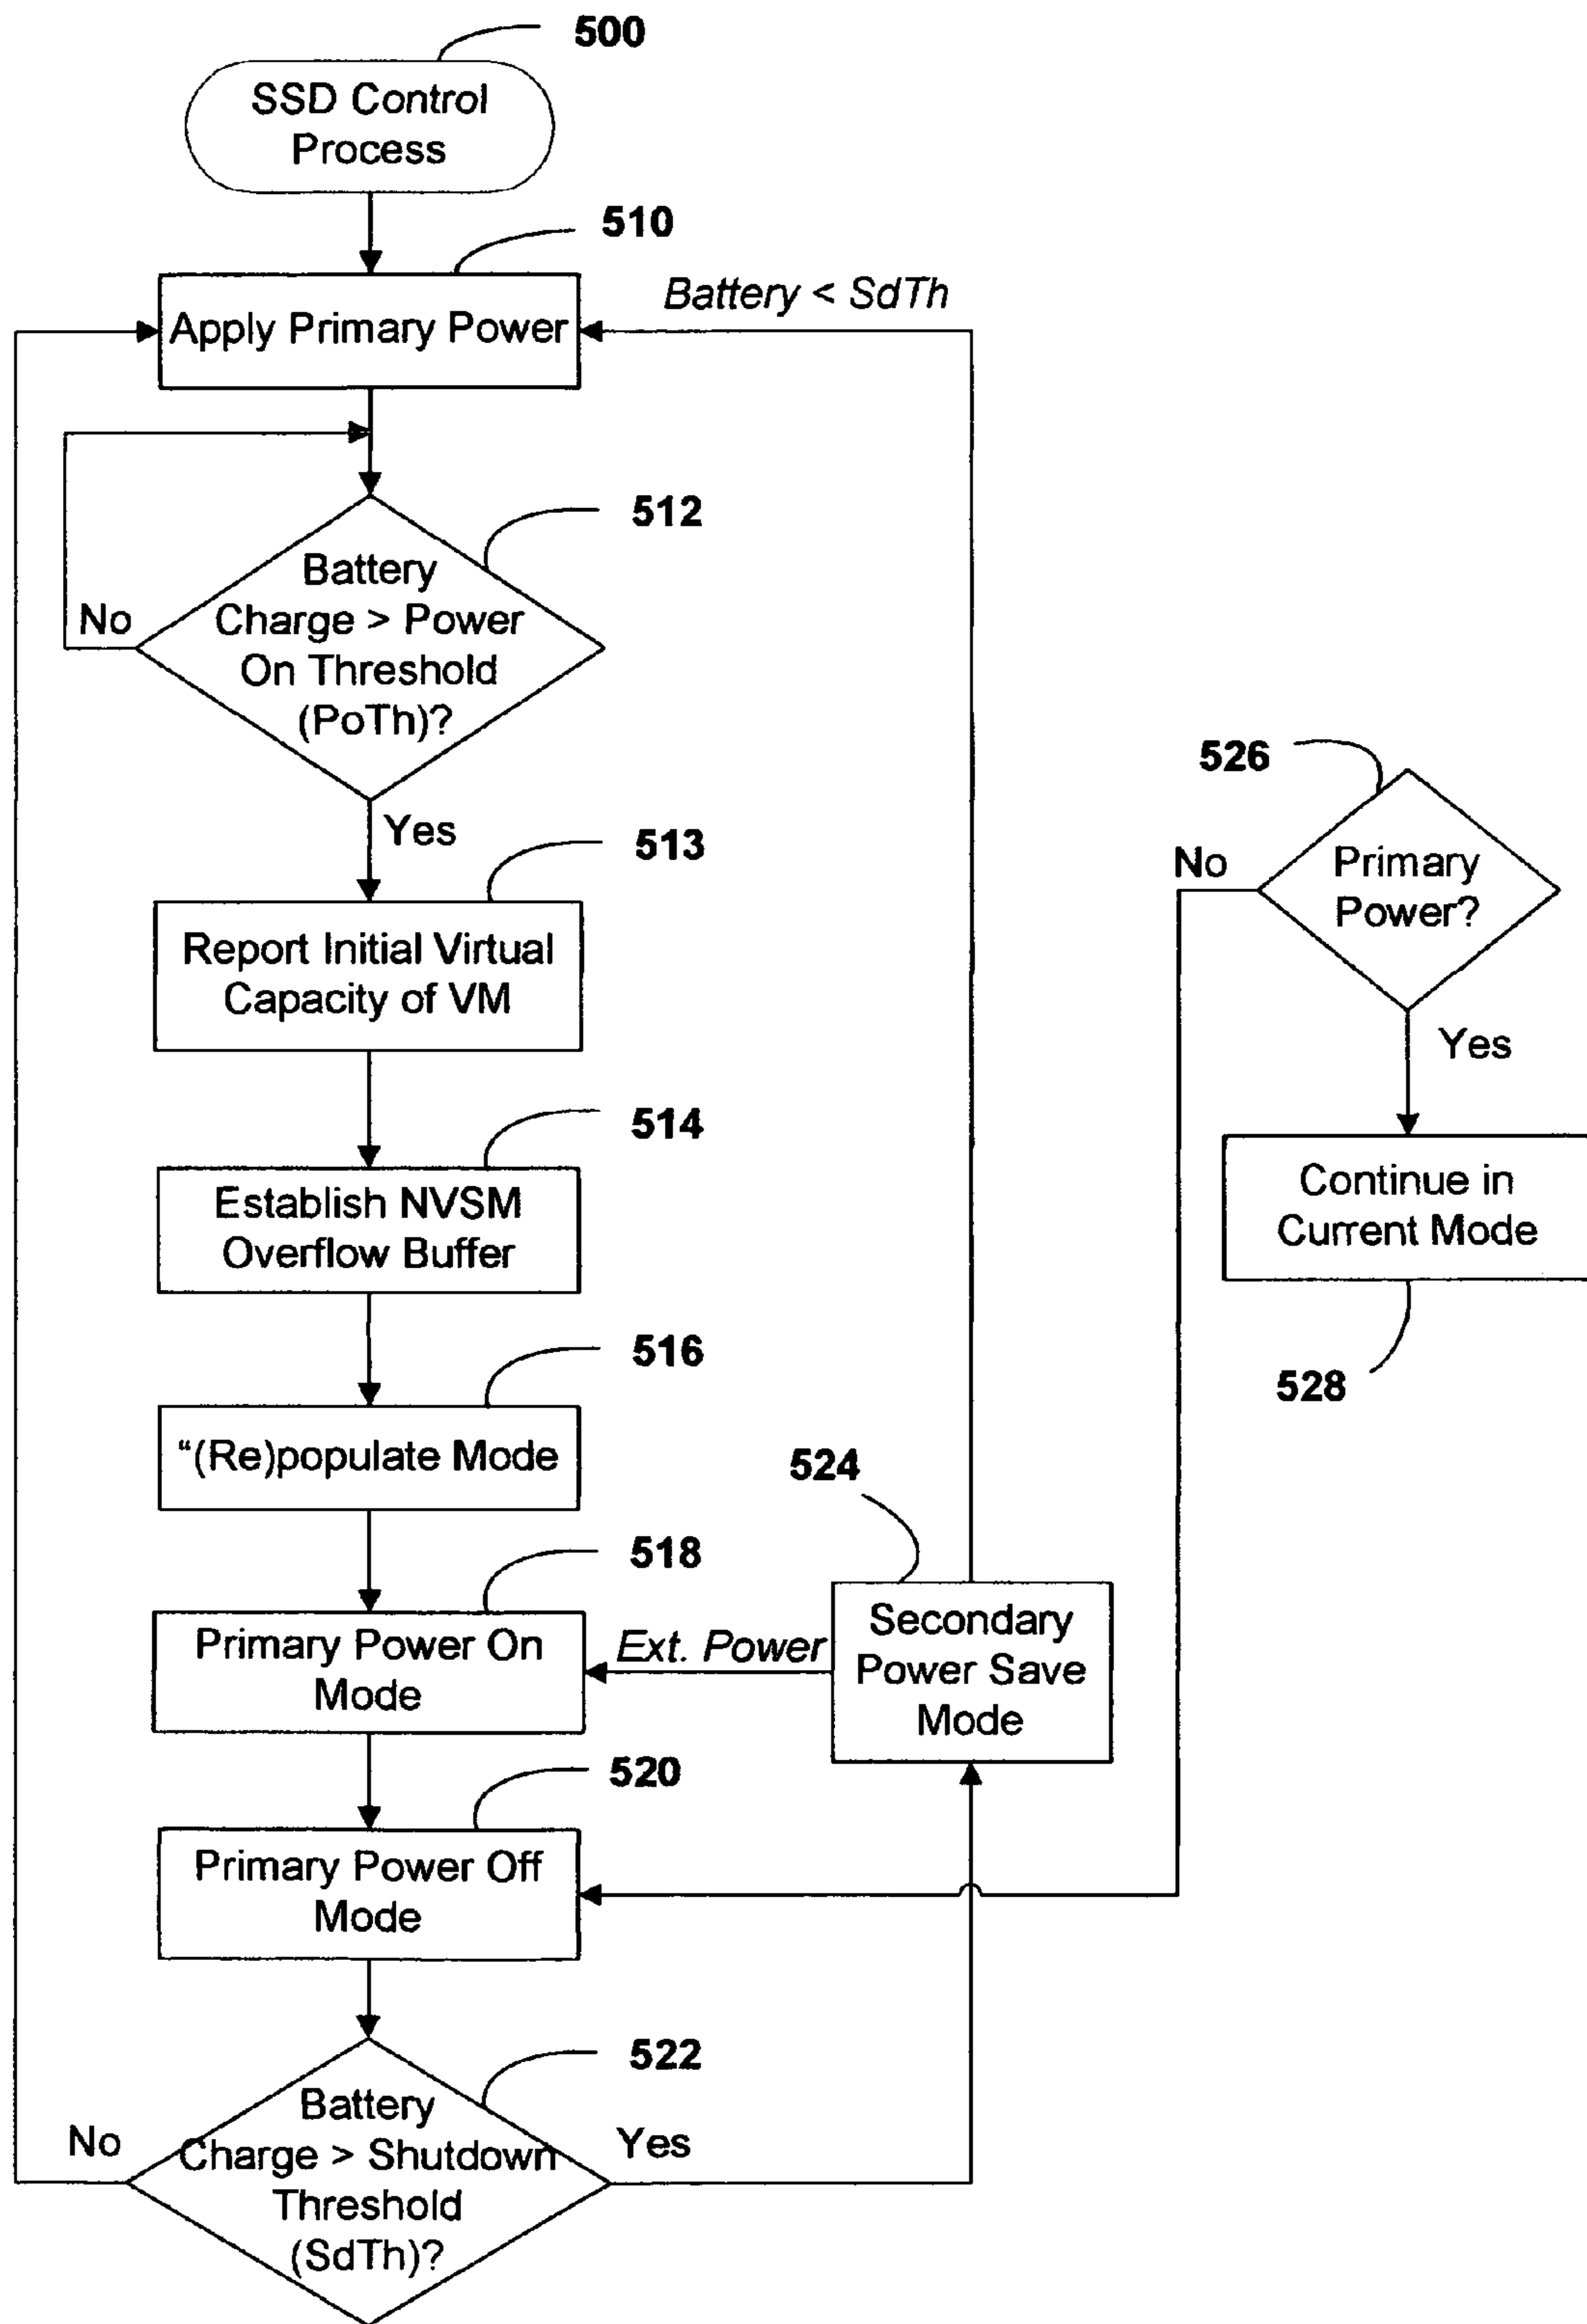 500
SSD Control
Process
510
Battery < SdTh
Apply Primary Power
512
Battery
Charge > Power
On Threshold
(PoTh)?
No
Yes
513
Report Initial Virtual
Capacity of VM
514
Establish NVSM
Overflow Buffer
516
“(Re)populate Mode
518
Primary Power On
Mode
Ext. Power
524
Secondary
Power Save
Mode
520
Primary Power Off
Mode
522
Battery
Charge > Shutdown
Threshold
(SdTh)?
No
Yes
526
Primary
Power?
No
Yes
Continue in
Current Mode
528